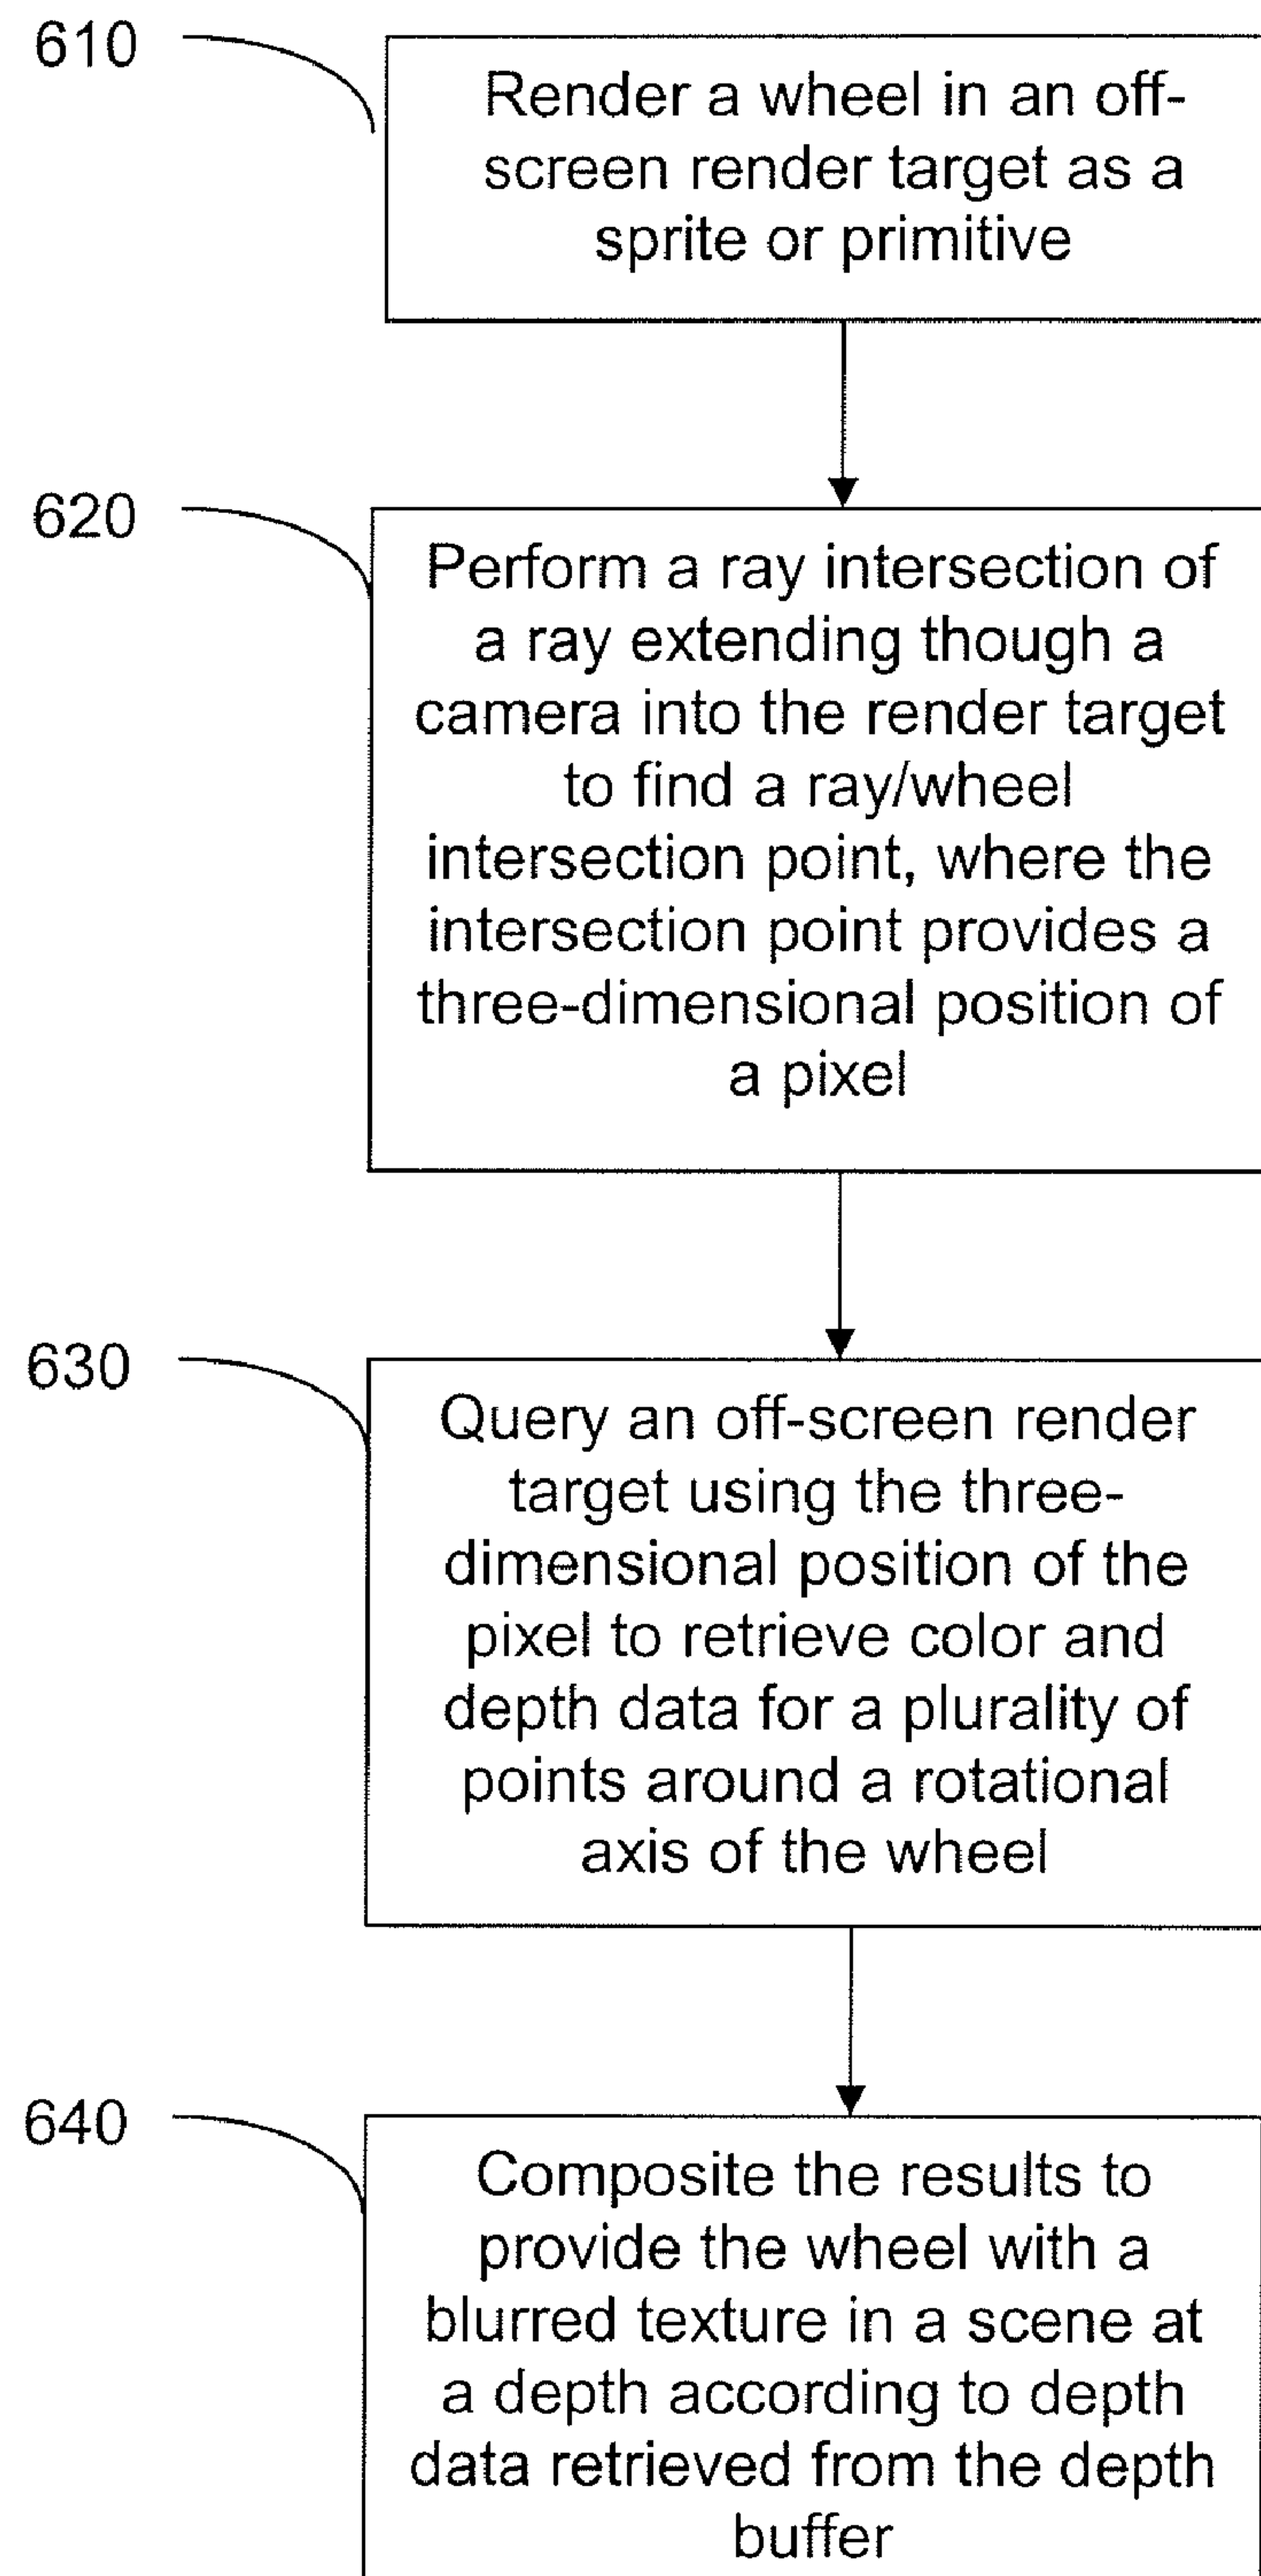 610
Render a wheel in an off-
screen render target as a
sprite or primitive
620
Perform a ray intersection of
a ray extending though a
camera into the render target
to find a ray/wheel
intersection point, where the
intersection point provides a
three-dimensional position of
a pixel
630
Query an off-screen render
target using the three-
dimensional position of the
pixel to retrieve color and
depth data for a plurality of
points around a rotational
axis of the wheel
640
Composite the results to
provide the wheel with a
blurred texture in a scene at
a depth according to depth
data retrieved from the depth
buffer